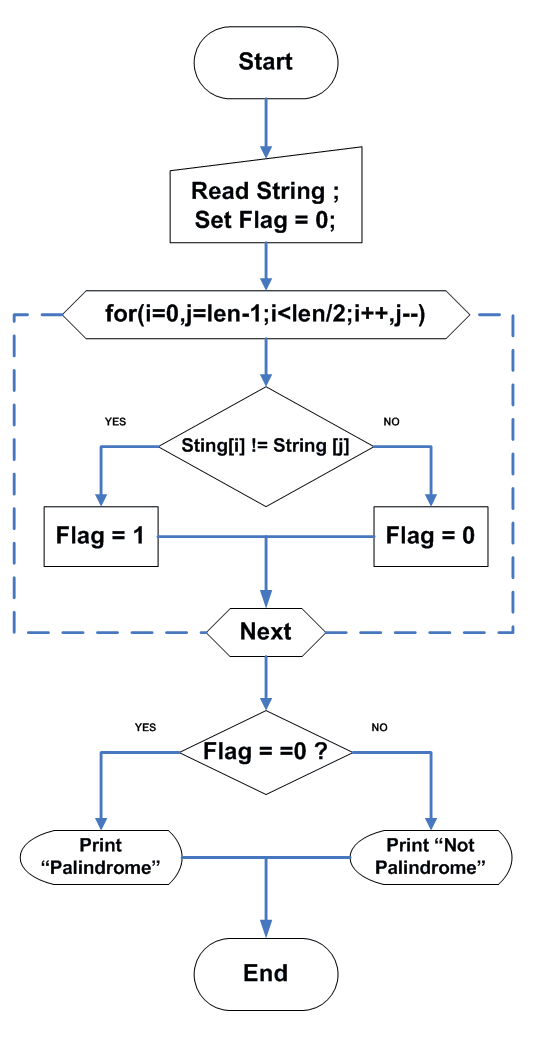 Start
Read String ;
Set Flag = 0;
for(i=0,j=len-1;i<len/2;i++,j--)
YES
NO
Sting[i] != String [j]
Flag = 1
Flag = 0
Next
YES
NO
Flag = =0 ?
Print
“Palindrome”
Print “Not
Palindrome”
End